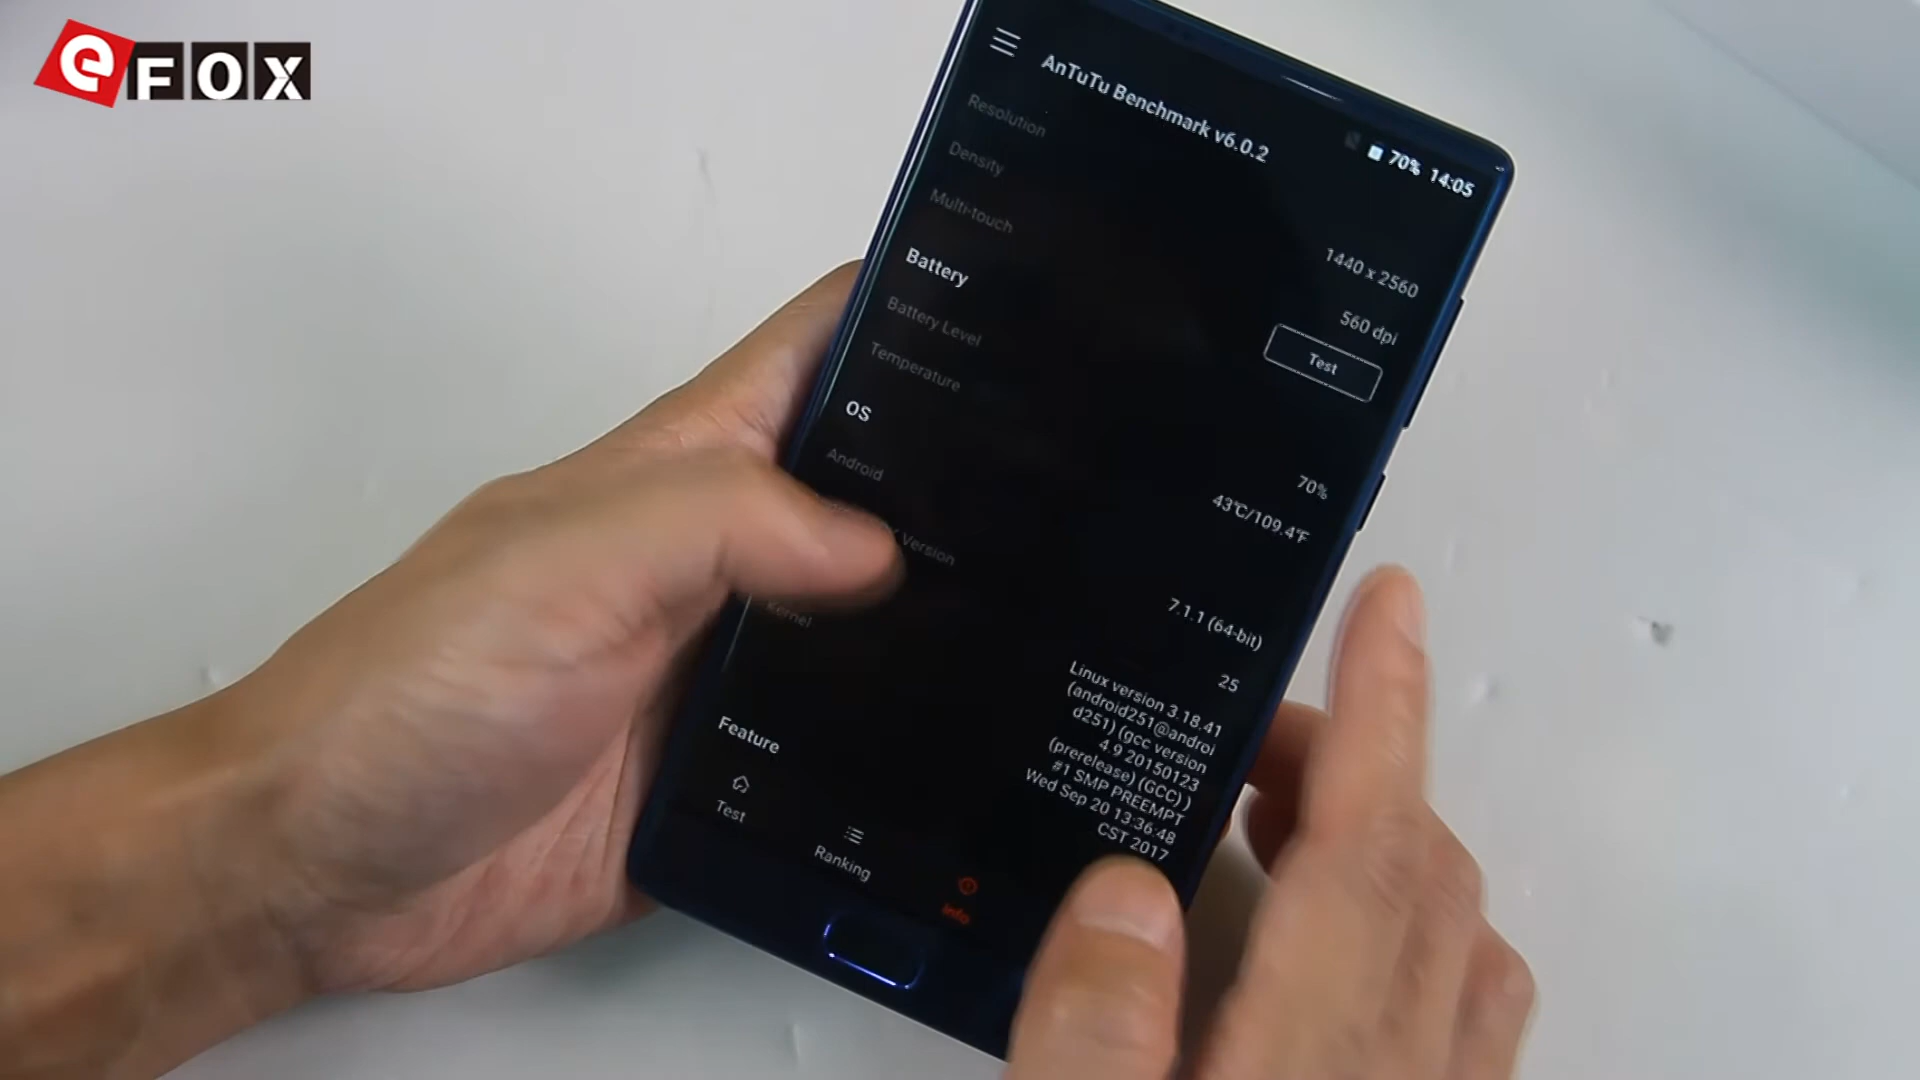 eFOX
AnTuTu Benchmark v6.0.2
70% 14:05
Resolution
1440 x 2560
Density
560 dpi
Multi-touch
Test
Battery
Battery Level
70%
Temperature
43℃/109.4℉
OS
Android
7.1.1 (64-bit)
Version
25
Kernel
Linux version 3.18.41
(android251@androi
d251) (gcc version
4.9 20150123
(prerelease) (GCC) )
#1 SMP PREEMPT
Wed Sep 20 13:36:48
CST 2017
Feature
Test
Ranking
Info